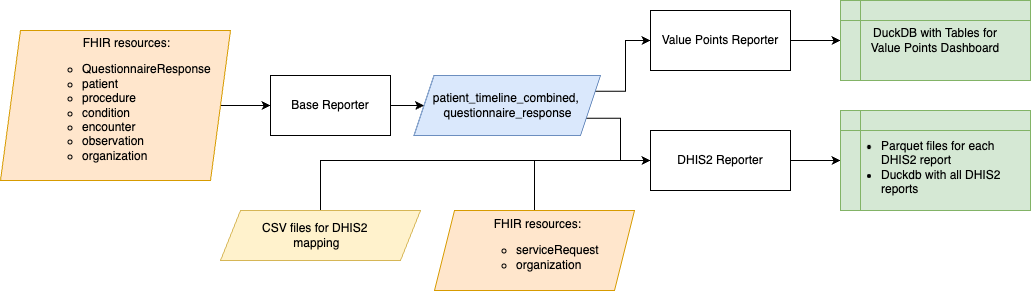 FHIR resources:
QuestionnaireResponse
patient
procedure
condition
encounter
observation
organization
Base Reporter
patient_timeline_combined,
questionnaire_response
Value Points Reporter
DuckDB with Tables for
Value Points Dashboard
DHIS2 Reporter
Parquet files for each
DHIS2 report
Duckdb with all DHIS2
reports
CSV files for DHIS2
mapping
FHIR resources:
serviceRequest
organization